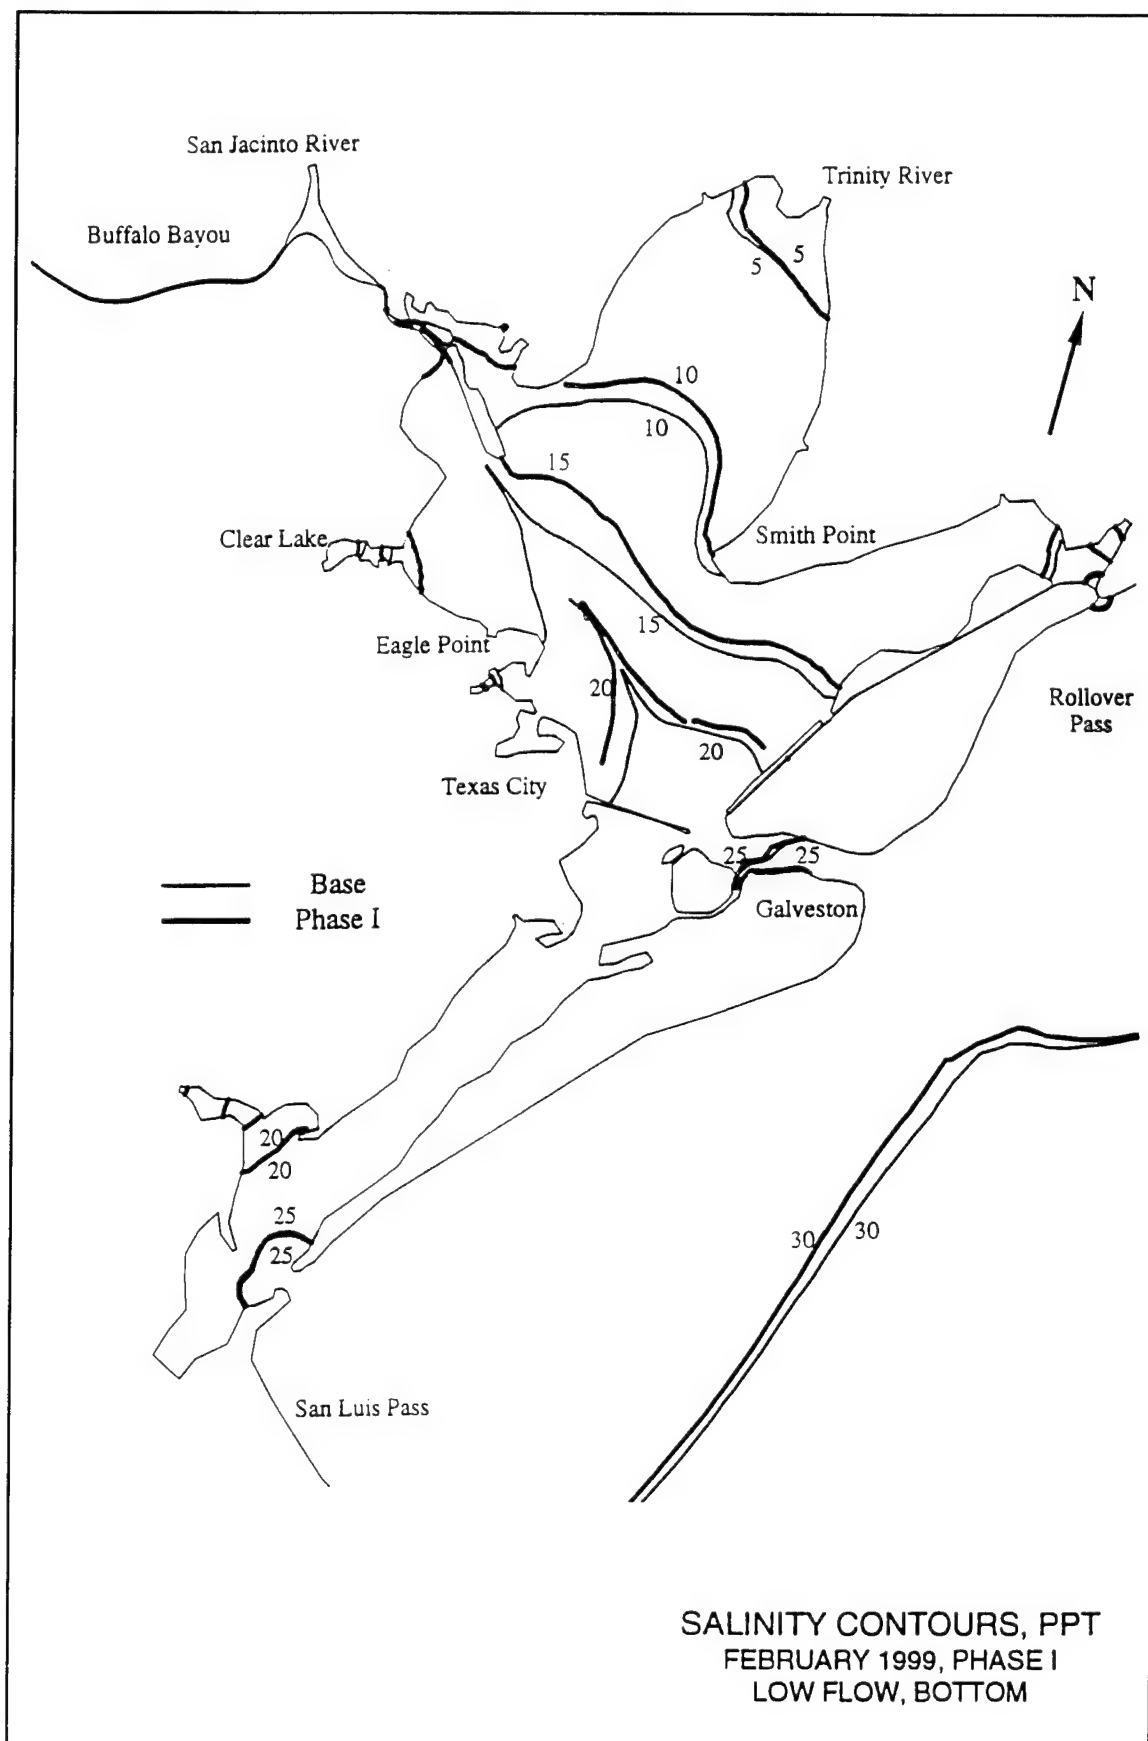 San Jacinto River
Trinity River
Buffalo Bayou
5
5
N
10
10
15
Smith Point
Clear Lake
15
Eagle Point
20
Rollover
Pass
20
Texas City
25
25
Base
Phase I
Galveston
20
20
25
25
30
30
San Luis Pass
SALINITY CONTOURS, PPT
FEBRUARY 1999, PHASE I
LOW FLOW, BOTTOM